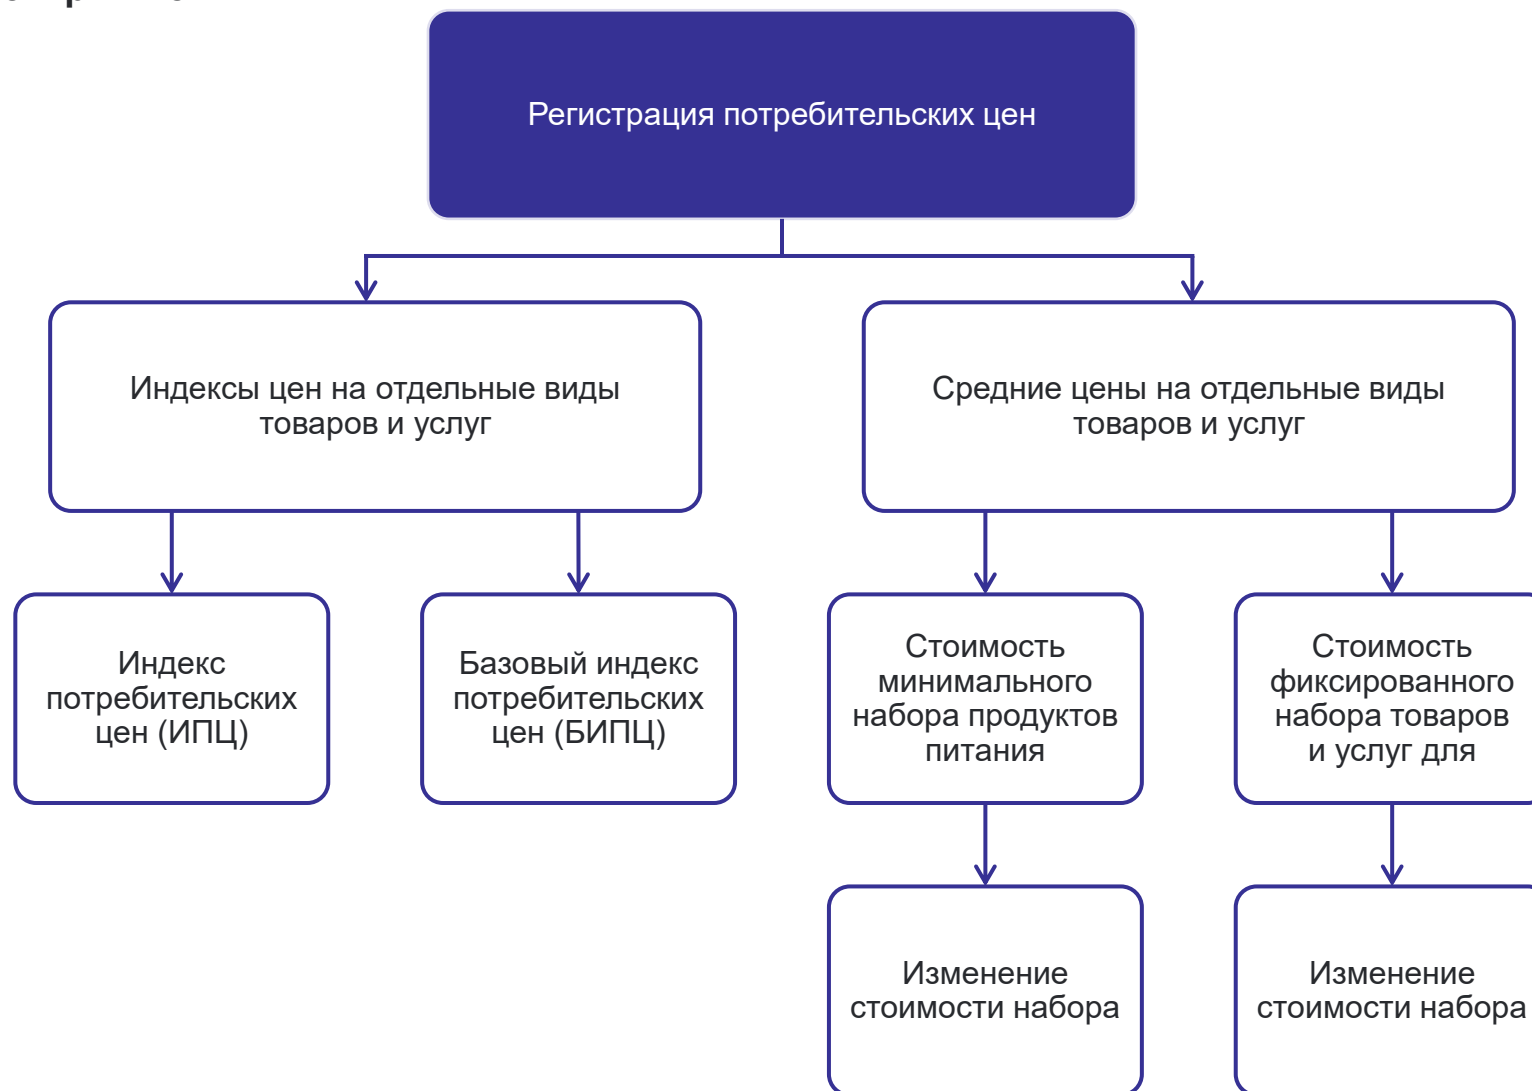 Регистрация потребительских цен
Индексы цен на отдельные виды
товаров и услуг
Средние цены на отдельные виды
товаров и услуг
Индекс
потребительских
цен (ИПЦ)
Базовый индекс
потребительских
цен (БИПЦ)
Стоимость
минимального
набора продуктов
питания
Стоимость
фиксированного
набора товаров
и услуг для
Изменение
стоимости набора
Изменение
стоимости набора